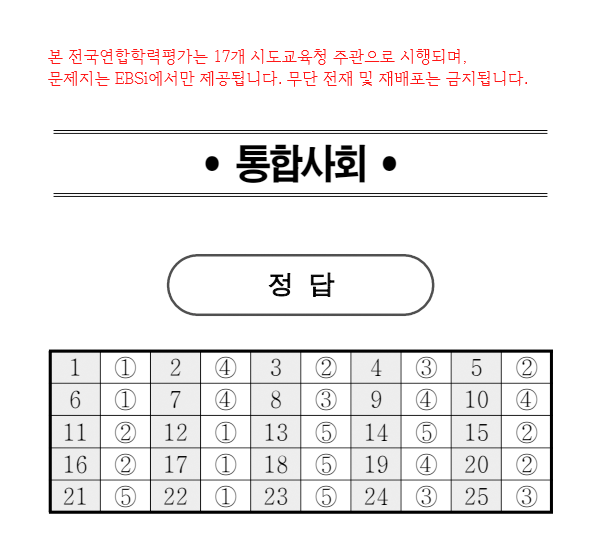 본 전국연합학력평가는 17개 시도교육청 주관으로 시행되며,
문제지는 EBSi에서만 제공됩니다. 무단 전재 및 재배포는 금지됩니다.
• 통합사회 •
정 답
1 ① 2 ④ 3 ② 4 ③ 5 ②
6 ① 7 ④ 8 ③ 9 ④ 10 ④
11 ② 12 ① 13 ⑤ 14 ⑤ 15 ②
16 ② 17 ① 18 ⑤ 19 ④ 20 ②
21 ⑤ 22 ① 23 ⑤ 24 ③ 25 ③